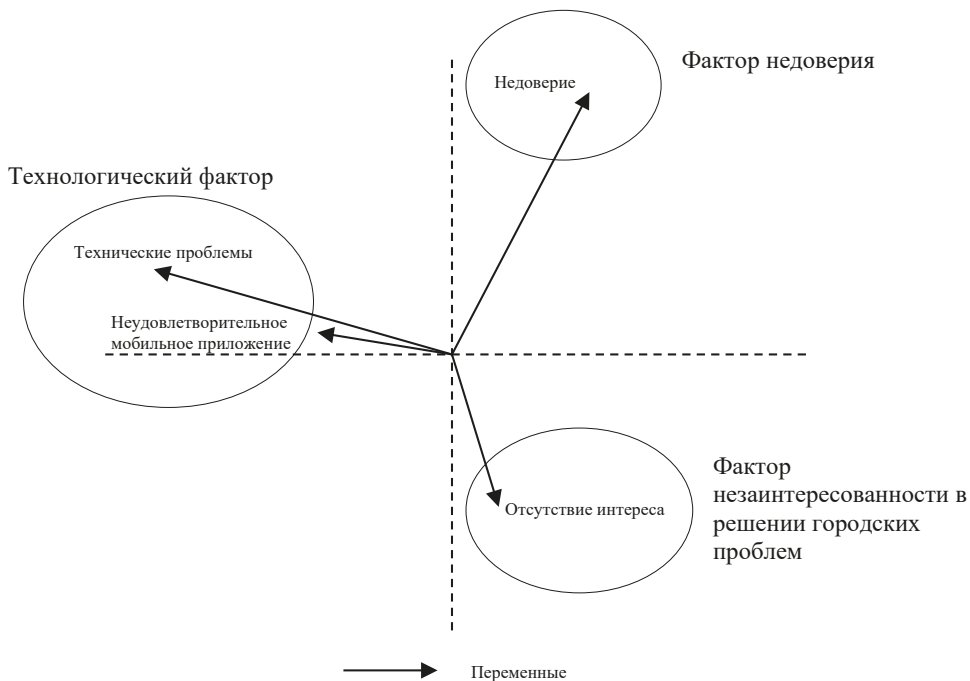 Фактор недоверия
Недоверие
Технологический фактор
Технические проблемы
Неудовлетворительное
мобильное приложение
Фактор
незаинтересованности в
решении городских
проблем
Отсутствие интереса
Переменные